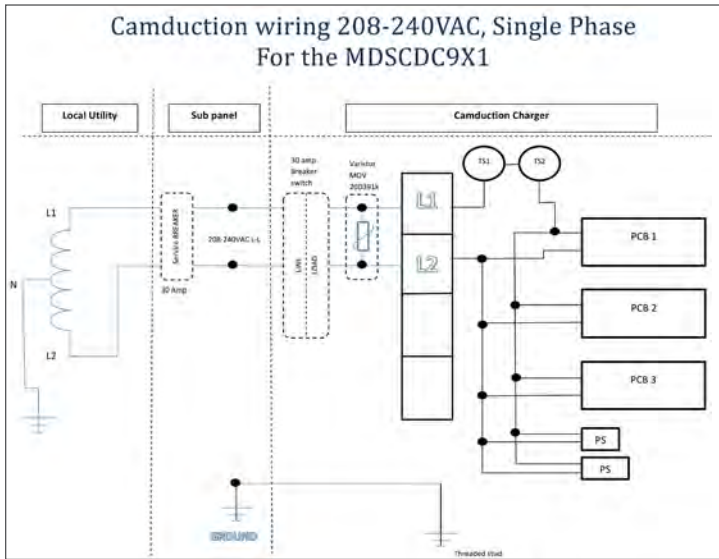 Camduction wiring 208-240VAC, Single Phase
For the MDSCDC9X1
Local Utility
Sub panel
Camduction Charger
30 amp
Breaker
switch
Varistor
MOV
20D391k
TS1
TS2
L1
L1
Service BREAKER
208-240VAC L-L
LINE
LOAD
L2
PCB 1
N
30 Amp
PCB 2
L2
PCB 3
PS
PS
GROUND
Threaded stud